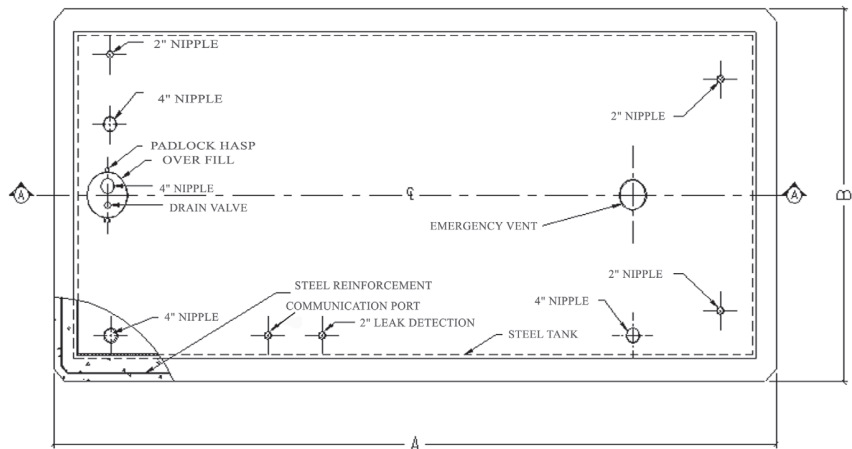 2" NIPPLE
4" NIPPLE
2" NIPPLE
PADLOCK HASP
OVER FILL
4" NIPPLE
DRAIN VALVE
A
℄
A
B
EMERGENCY VENT
2" NIPPLE
STEEL REINFORCEMENT
COMMUNICATION PORT
4" NIPPLE
4" NIPPLE
2" LEAK DETECTION
STEEL TANK
A